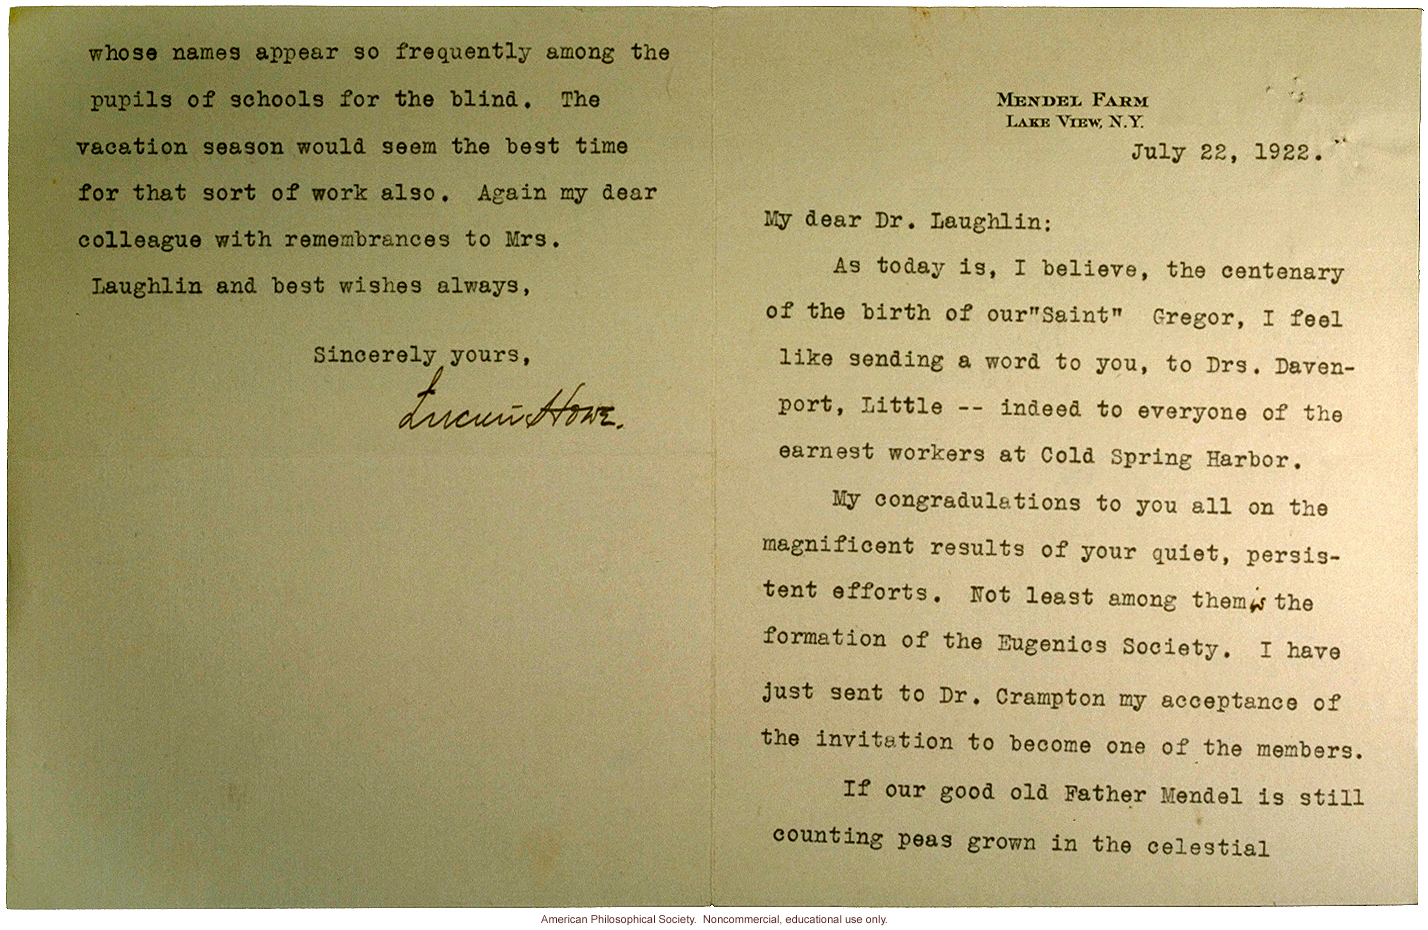 whose names appear so frequently among the
pupils of schools for the blind. The
vacation season would seem the best time
for that sort of work also. Again my dear
colleague with remembrances to Mrs.
Laughlin and best wishes always,
Sincerely yours,
Lucien Howe.
MENDEL FARM
LAKE VIEW, N.Y.
July 22, 1922.
My dear Dr. Laughlin:
As today is, I believe, the centenary
of the birth of our"Saint" Gregor, I feel
like sending a word to you, to Drs. Daven-
port, Little -- indeed to everyone of the
earnest workers at Cold Spring Harbor.
My congradulations to you all on the
magnificent results of your quiet, persis-
tent efforts. Not least among them is the
formation of the Eugenics Society. I have
just sent to Dr. Crampton my acceptance of
the invitation to become one of the members.
If our good old Father Mendel is still
counting peas grown in the celestial
American Philosophical Society. Noncommercial, educational use only.